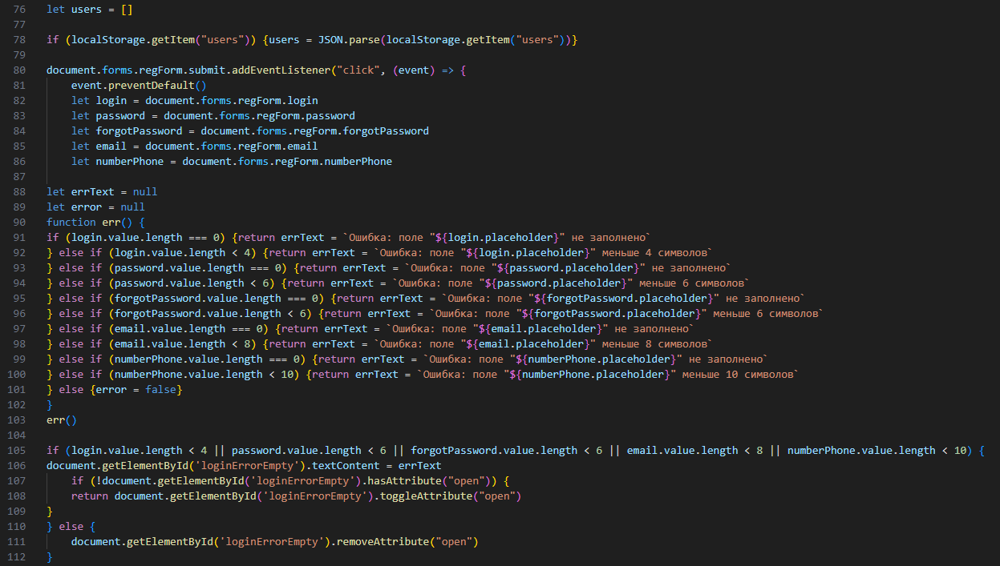 76 let users = []
77
78 if (localStorage.getItem("users")) {users = JSON.parse(localStorage.getItem("users"))}
79
80 document.forms.regForm.submit.addEventListener("click", (event) => {
81     event.preventDefault()
82     let login = document.forms.regForm.login
83     let password = document.forms.regForm.password
84     let forgotPassword = document.forms.regForm.forgotPassword
85     let email = document.forms.regForm.email
86     let numberPhone = document.forms.regForm.numberPhone
87
88 let errText = null
89 let error = null
90 function err() {
91 if (login.value.length === 0) {return errText = `Ошибка: поле "${login.placeholder}" не заполнено`
92 } else if (login.value.length < 4) {return errText = `Ошибка: поле "${login.placeholder}" меньше 4 символов`
93 } else if (password.value.length === 0) {return errText = `Ошибка: поле "${password.placeholder}" не заполнено`
94 } else if (password.value.length < 6) {return errText = `Ошибка: поле "${password.placeholder}" меньше 6 символов`
95 } else if (forgotPassword.value.length === 0) {return errText = `Ошибка: поле "${forgotPassword.placeholder}" не заполнено`
96 } else if (forgotPassword.value.length < 6) {return errText = `Ошибка: поле "${forgotPassword.placeholder}" меньше 6 символов`
97 } else if (email.value.length === 0) {return errText = `Ошибка: поле "${email.placeholder}" не заполнено`
98 } else if (email.value.length < 8) {return errText = `Ошибка: поле "${email.placeholder}" меньше 8 символов`
99 } else if (numberPhone.value.length === 0) {return errText = `Ошибка: поле "${numberPhone.placeholder}" не заполнено`
100 } else if (numberPhone.value.length < 10) {return errText = `Ошибка: поле "${numberPhone.placeholder}" меньше 10 символов`
101 } else {error = false}
102 }
103 err()
104
105 if (login.value.length < 4 || password.value.length < 6 || forgotPassword.value.length < 6 || email.value.length < 8 || numberPhone.value.length < 10) {
106 document.getElementById('loginErrorEmpty').textContent = errText
107     if (!document.getElementById('loginErrorEmpty').hasAttribute("open")) {
108     return document.getElementById('loginErrorEmpty').toggleAttribute("open")
109 }
110 } else {
111     document.getElementById('loginErrorEmpty').removeAttribute("open")
112 }